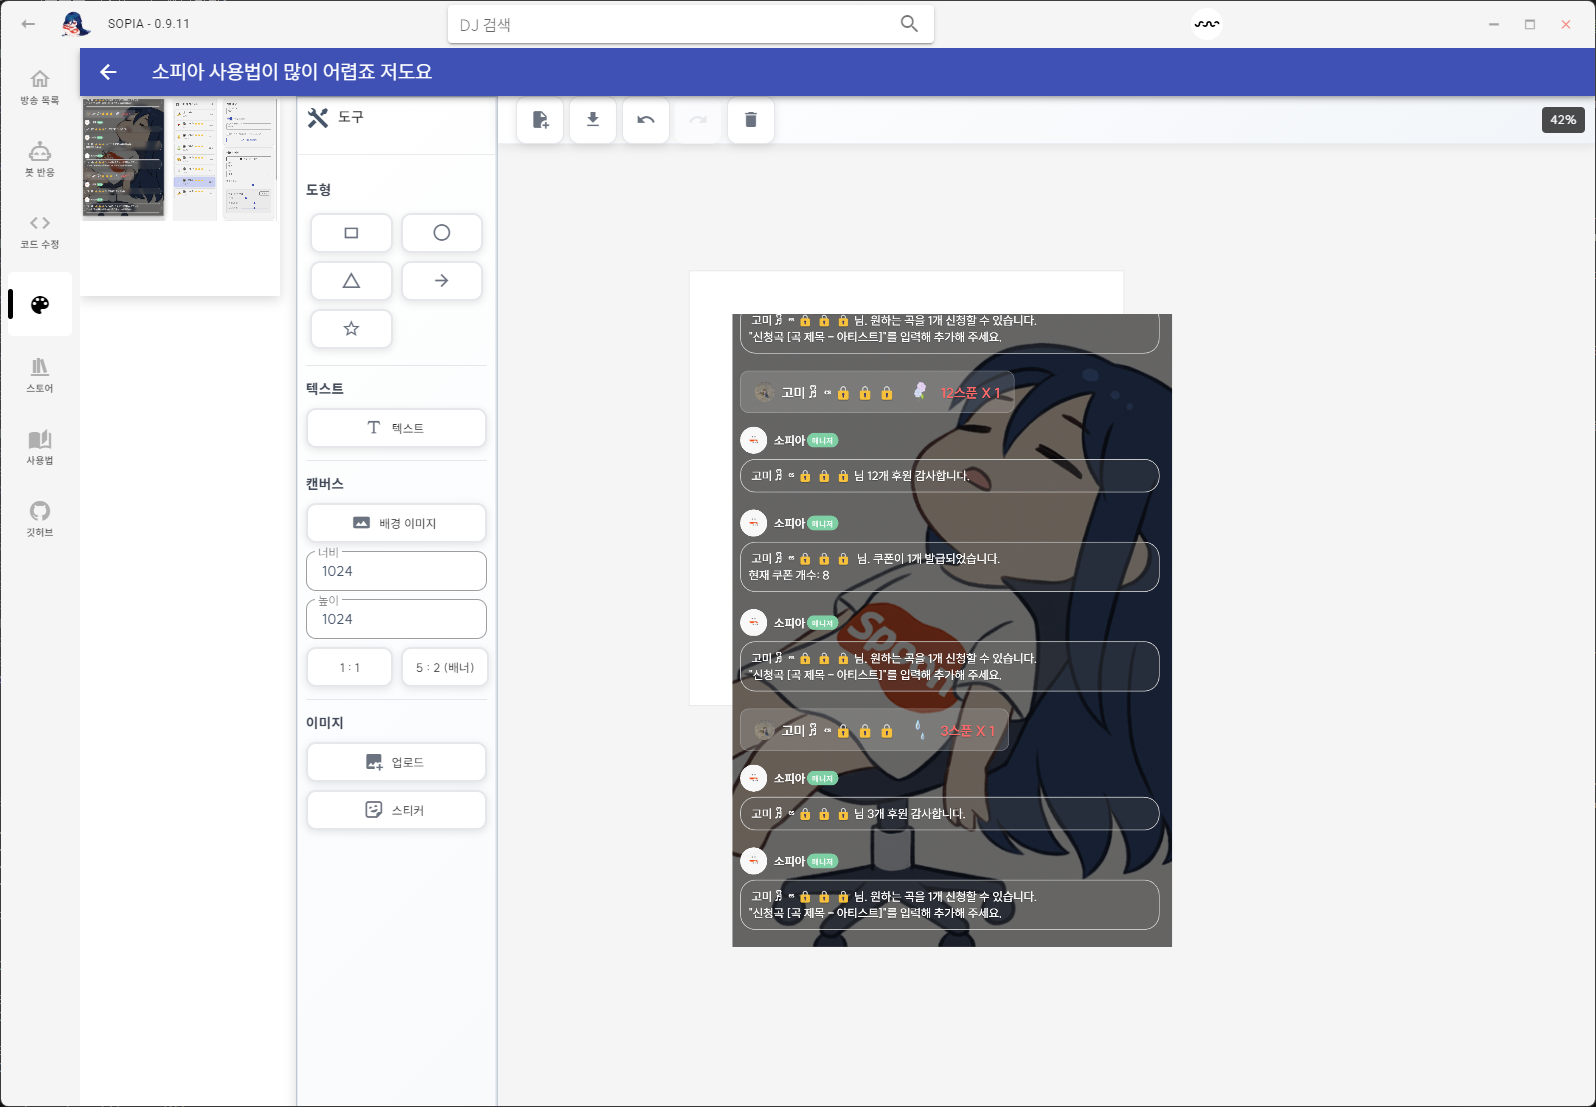 SOPIA - 0.9.11
DJ 검색
방송 목록
봇 반응
코드 수정
스토어
사용법
깃허브
소피아 사용법이 많이 어렵죠 저도요
도구
도형
텍스트
텍스트
캔버스
배경 이미지
너비
1024
높이
1024
1 : 1
5 : 2 (배너)
이미지
업로드
스티커
42%
고미 🔒 🔒 🔒 님. 원하는 곡을 1개 신청할 수 있습니다.
"신청곡 [곡 제목 - 아티스트]"를 입력해 추가해 주세요.
고미 🔒 🔒 🔒 12스푼 X 1
소피아 매니저
고미 🔒 🔒 🔒 님 12개 후원 감사합니다.
소피아 매니저
고미 🔒 🔒 🔒 님. 쿠폰이 1개 발급되었습니다.
현재 쿠폰 개수: 8
소피아 매니저
고미 🔒 🔒 🔒 님. 원하는 곡을 1개 신청할 수 있습니다.
"신청곡 [곡 제목 - 아티스트]"를 입력해 추가해 주세요.
Spoon
고미 🔒 🔒 🔒 3스푼 X 1
소피아 매니저
고미 🔒 🔒 🔒 님 3개 후원 감사합니다.
소피아 매니저
고미 🔒 🔒 🔒 님. 원하는 곡을 1개 신청할 수 있습니다.
"신청곡 [곡 제목 - 아티스트]"를 입력해 추가해 주세요.